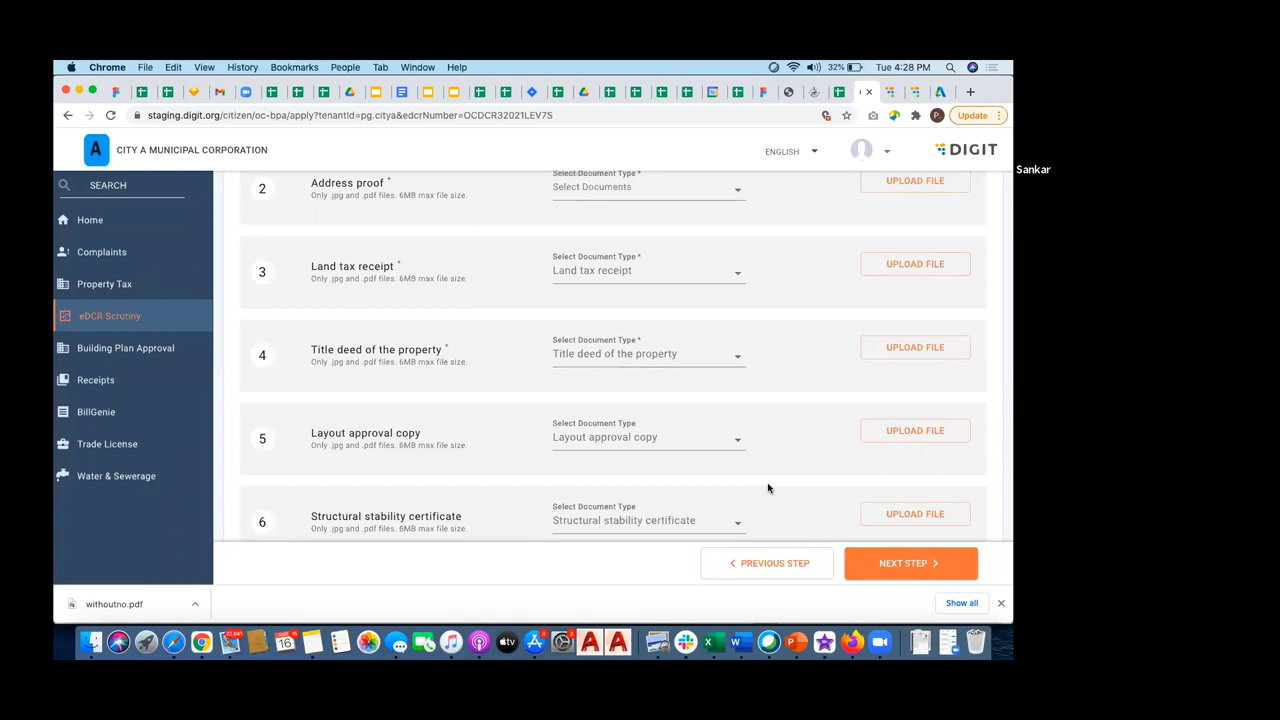 Chrome File Edit View History Bookmarks People Tab Window Help 32% Tue 4:28 PM
staging.digit.org/citizen/oc-bpa/apply?tenantId=pg.citya&edcrNumber=OCDCR32021LEV7S
P
Update
A
CITY A MUNICIPAL CORPORATION
ENGLISH
DIGIT
Sankar
SEARCH
Home
Complaints
Property Tax
eDCR Scrutiny
Building Plan Approval
Receipts
BillGenie
Trade License
Water & Sewerage
2
Address proof *
Only .jpg and .pdf files. 6MB max file size.
Select Document Type *
Select Documents
UPLOAD FILE
3
Land tax receipt *
Only .jpg and .pdf files. 6MB max file size.
Select Document Type *
Land tax receipt
UPLOAD FILE
4
Title deed of the property *
Only .jpg and .pdf files. 6MB max file size.
Select Document Type *
Title deed of the property
UPLOAD FILE
5
Layout approval copy
Only .jpg and .pdf files. 6MB max file size.
Select Document Type
Layout approval copy
UPLOAD FILE
6
Structural stability certificate
Only .jpg and .pdf files. 6MB max file size.
Select Document Type
Structural stability certificate
UPLOAD FILE
PREVIOUS STEP
NEXT STEP
withoutno.pdf
Show all
16
tv